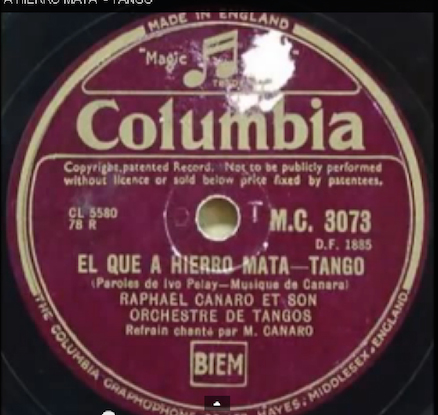 A HIERRO MATA - TANGO
MADE IN ENGLAND
"Magic
Columbia
Copyright, patented Record. Not to be publicly performed
without licence or sold below price fixed by patentees.
CL 5580
78 R
M.C. 3073
D.F. 1885
EL QUE A HIERRO MATA—TANGO
(Paroles de Ivo Pelay—Musique de Canaro)
RAPHAEL CANARO ET SON
ORCHESTRE DE TANGOS
Refrain chanté par M. CANARO
BIEM
THE COLUMBIA GRAPHOPHONE HAYES, MIDDLESEX, ENGLAND